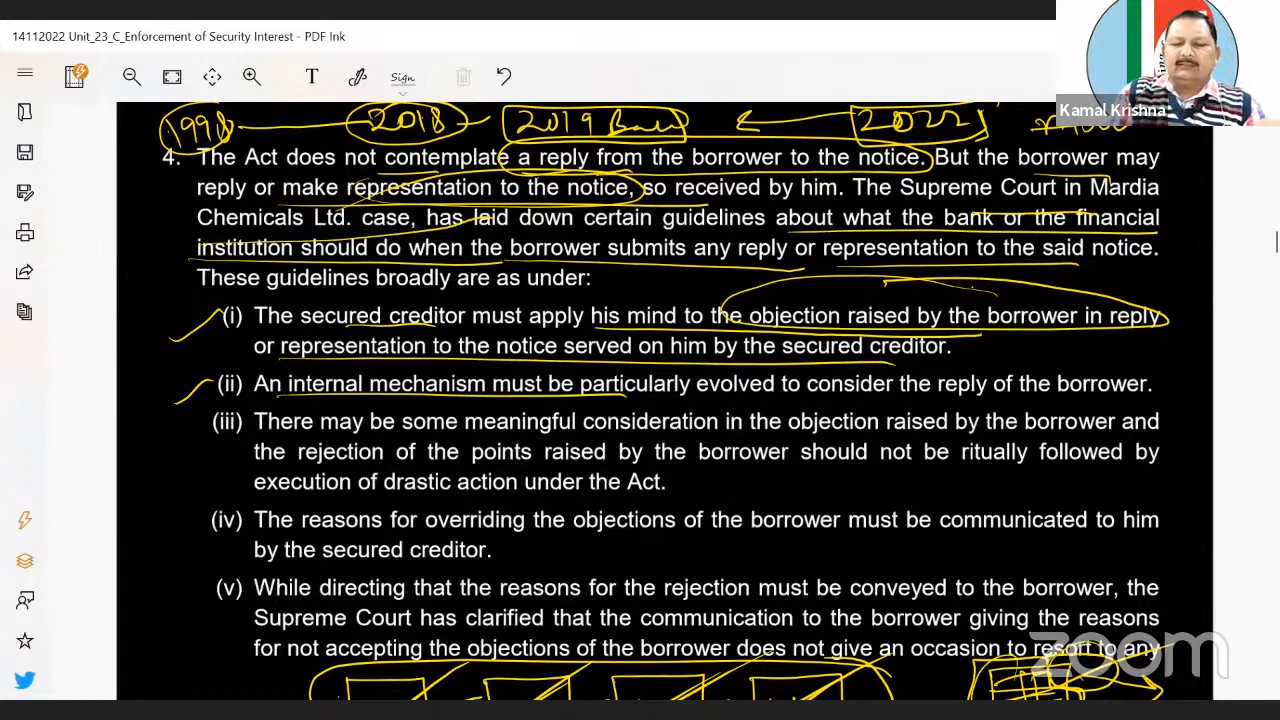 14112022 Unit_23_C_Enforcement of Security Interest - PDF Ink
T
Sign
Kamal Krishna
1998 2018 2019 2022
4. The Act does not contemplate a reply from the borrower to the notice. But the borrower may
reply or make representation to the notice, so received by him. The Supreme Court in Mardia
Chemicals Ltd. case, has laid down certain guidelines about what the bank or the financial
institution should do when the borrower submits any reply or representation to the said notice.
These guidelines broadly are as under:
(i) The secured creditor must apply his mind to the objection raised by the borrower in reply
or representation to the notice served on him by the secured creditor.
(ii) An internal mechanism must be particularly evolved to consider the reply of the borrower.
(iii) There may be some meaningful consideration in the objection raised by the borrower and
the rejection of the points raised by the borrower should not be ritually followed by
execution of drastic action under the Act.
(iv) The reasons for overriding the objections of the borrower must be communicated to him
by the secured creditor.
(v) While directing that the reasons for the rejection must be conveyed to the borrower, the
Supreme Court has clarified that the communication to the borrower giving the reasons
for not accepting the objections of the borrower does not give an occasion to resort to any
zoom